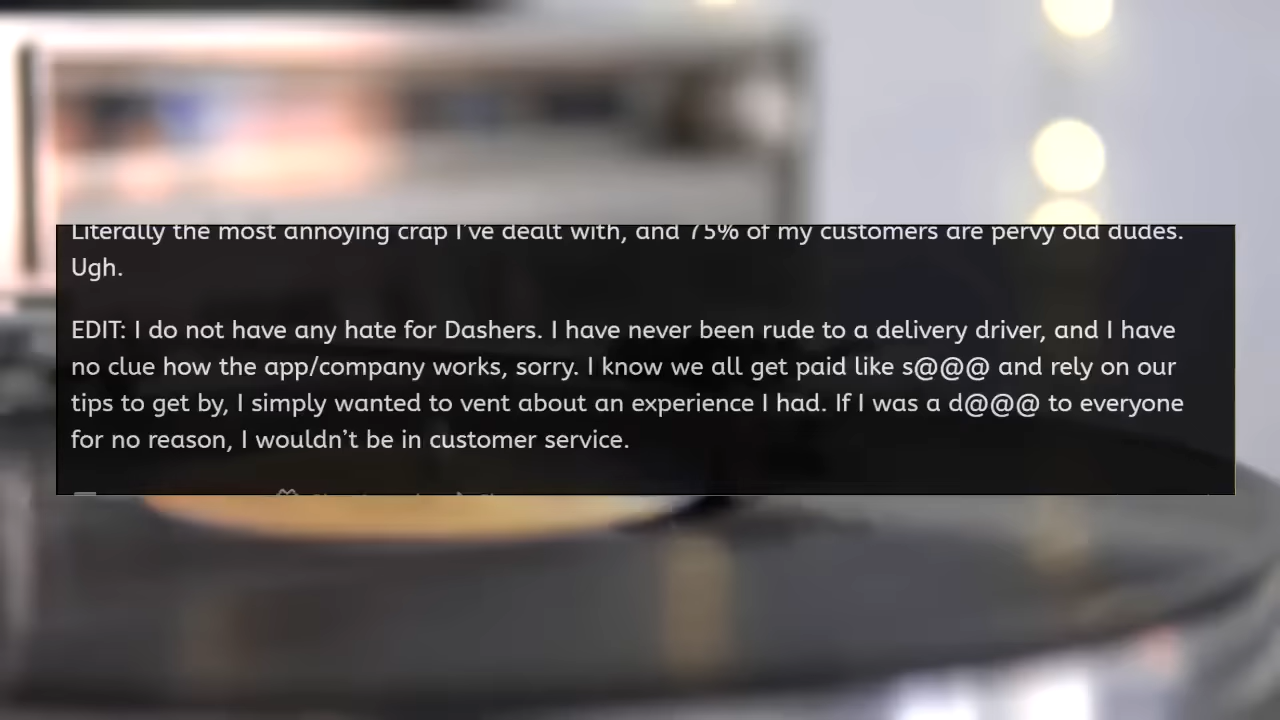 Literally the most annoying crap I've dealt with, and 75% of my customers are pervy old dudes.
Ugh.
EDIT: I do not have any hate for Dashers. I have never been rude to a delivery driver, and I have
no clue how the app/company works, sorry. I know we all get paid like s@@@ and rely on our
tips to get by, I simply wanted to vent about an experience I had. If I was a d@@@ to everyone
for no reason, I wouldn't be in customer service.